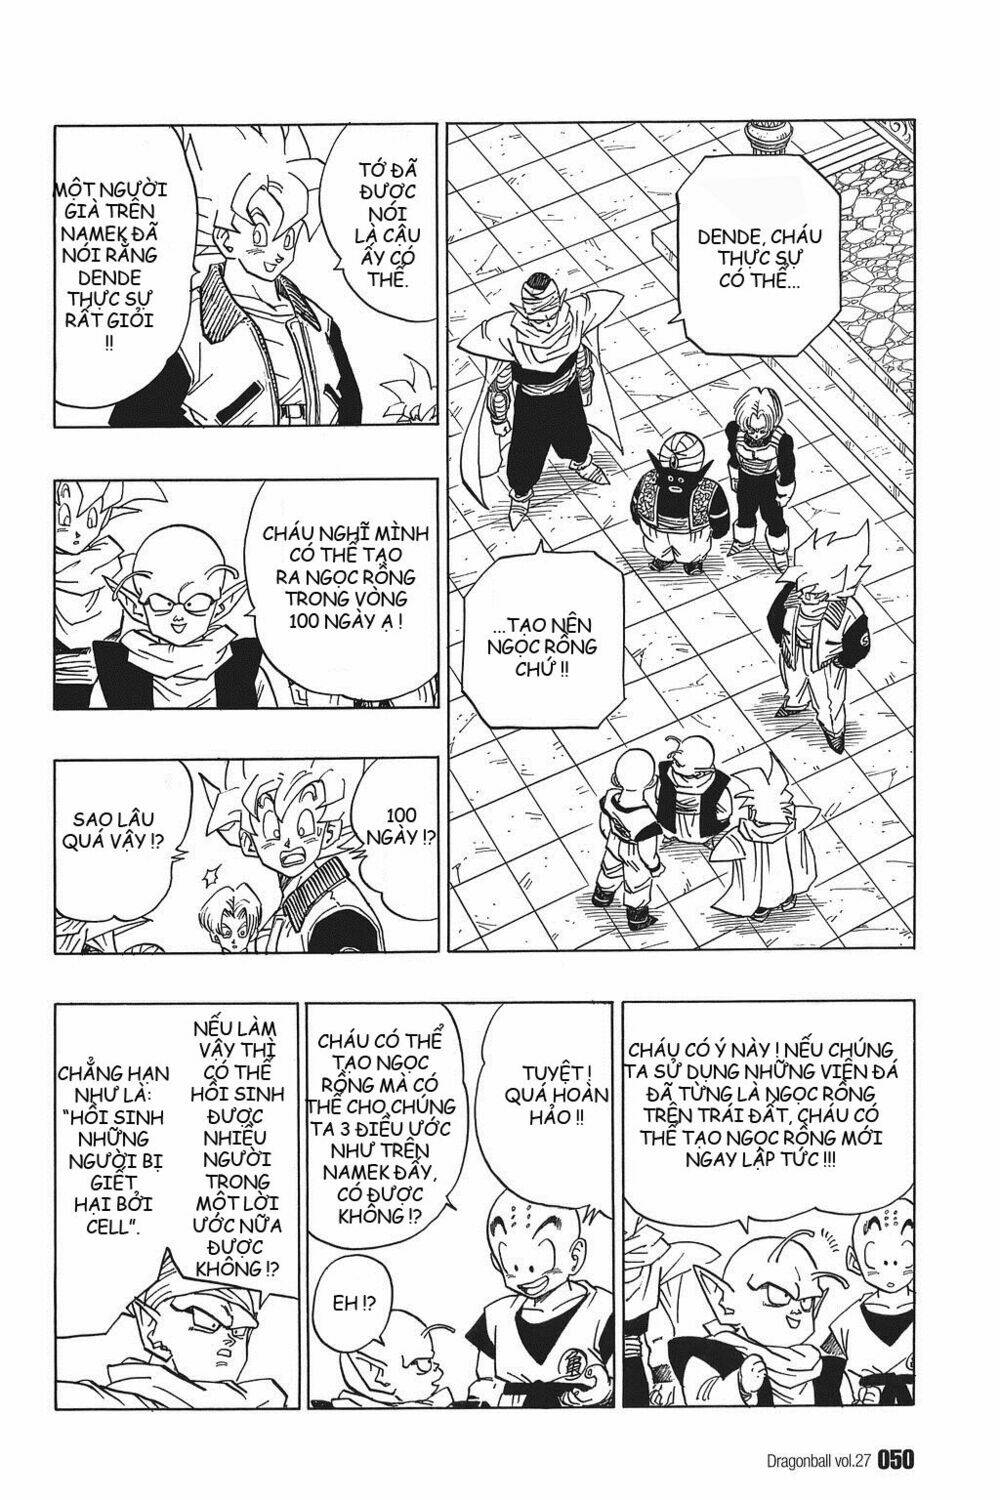 DENDE, CHÁU
THỰC SỰ
CÓ THỂ...
...TẠO NÊN
NGỌC RỒNG
CHỨ !!
TỚ ĐÃ
ĐƯỢC
NÓI
LÀ CẬU
ẤY CÓ
THỂ.
MỘT NGƯỜI
GIÀ TRÊN
NAMEK ĐÃ
NÓI RẰNG
DENDE
THỰC SỰ
RẤT GIỎI
!!
CHÁU NGHĨ MÌNH
CÓ THỂ TẠO
RA NGỌC RỒNG
TRONG VÒNG
100 NGÀY Ạ !
100
NGÀY !?
SAO LÂU
QUÁ VẬY !?
CHÁU CÓ Ý NÀY ! NẾU CHÚNG
TA SỬ DỤNG NHỮNG VIÊN ĐÁ
ĐÃ TỪNG LÀ NGỌC RỒNG
TRÊN TRÁI ĐẤT, CHÁU CÓ
THỂ TẠO NGỌC RỒNG MỚI
NGAY LẬP TỨC !!!
TUYỆT !
QUÁ HOÀN
HẢO !!
CHÁU CÓ THỂ
TẠO NGỌC
RỒNG MÀ CÓ
THỂ CHO CHÚNG
TA 3 ĐIỀU ƯỚC
NHƯ TRÊN
NAMEK ĐẤY,
CÓ ĐƯỢC
KHÔNG !?
EH !?
NẾU LÀM
VẬY THÌ
CÓ THỂ
HỒI SINH
ĐƯỢC
NHIỀU
NGƯỜI
TRONG
MỘT LỜI
ƯỚC NỮA
ĐƯỢC
KHÔNG !?
CHẲNG HẠN
NHƯ LÀ:
"HỒI SINH
NHỮNG
NGƯỜI BỊ
GIẾT
HẠI BỞI
CELL".
Dragonball vol.27 050